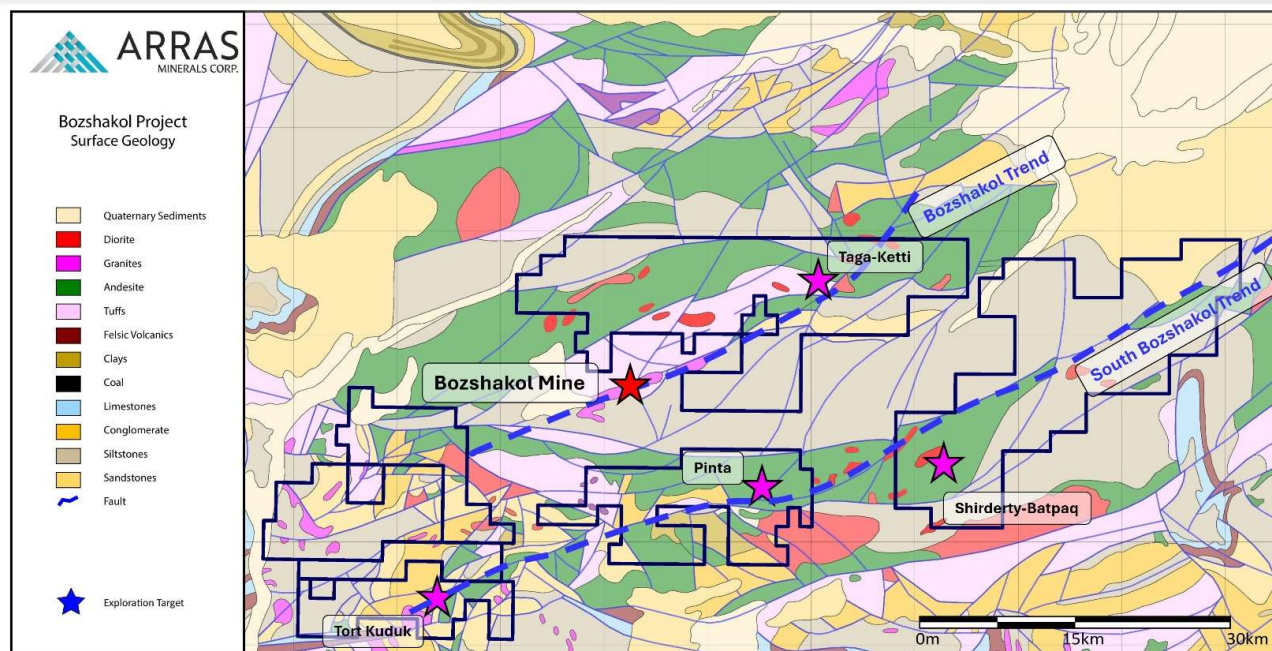 ARRAS
MINERALS CORP.
Bozshakol Project
Surface Geology
Quaternary Sediments
Diorite
Granites
Andesite
Tuffs
Felsic Volcanics
Clays
Coal
Limestones
Conglomerate
Siltstones
Sandstones
Fault
Exploration Target
Bozshakol Trend
Taga-Ketti
South Bozshakol Trend
Bozshakol Mine
Pinta
Shirderty-Batpaq
Tort Kuduk
0m 15km 30km